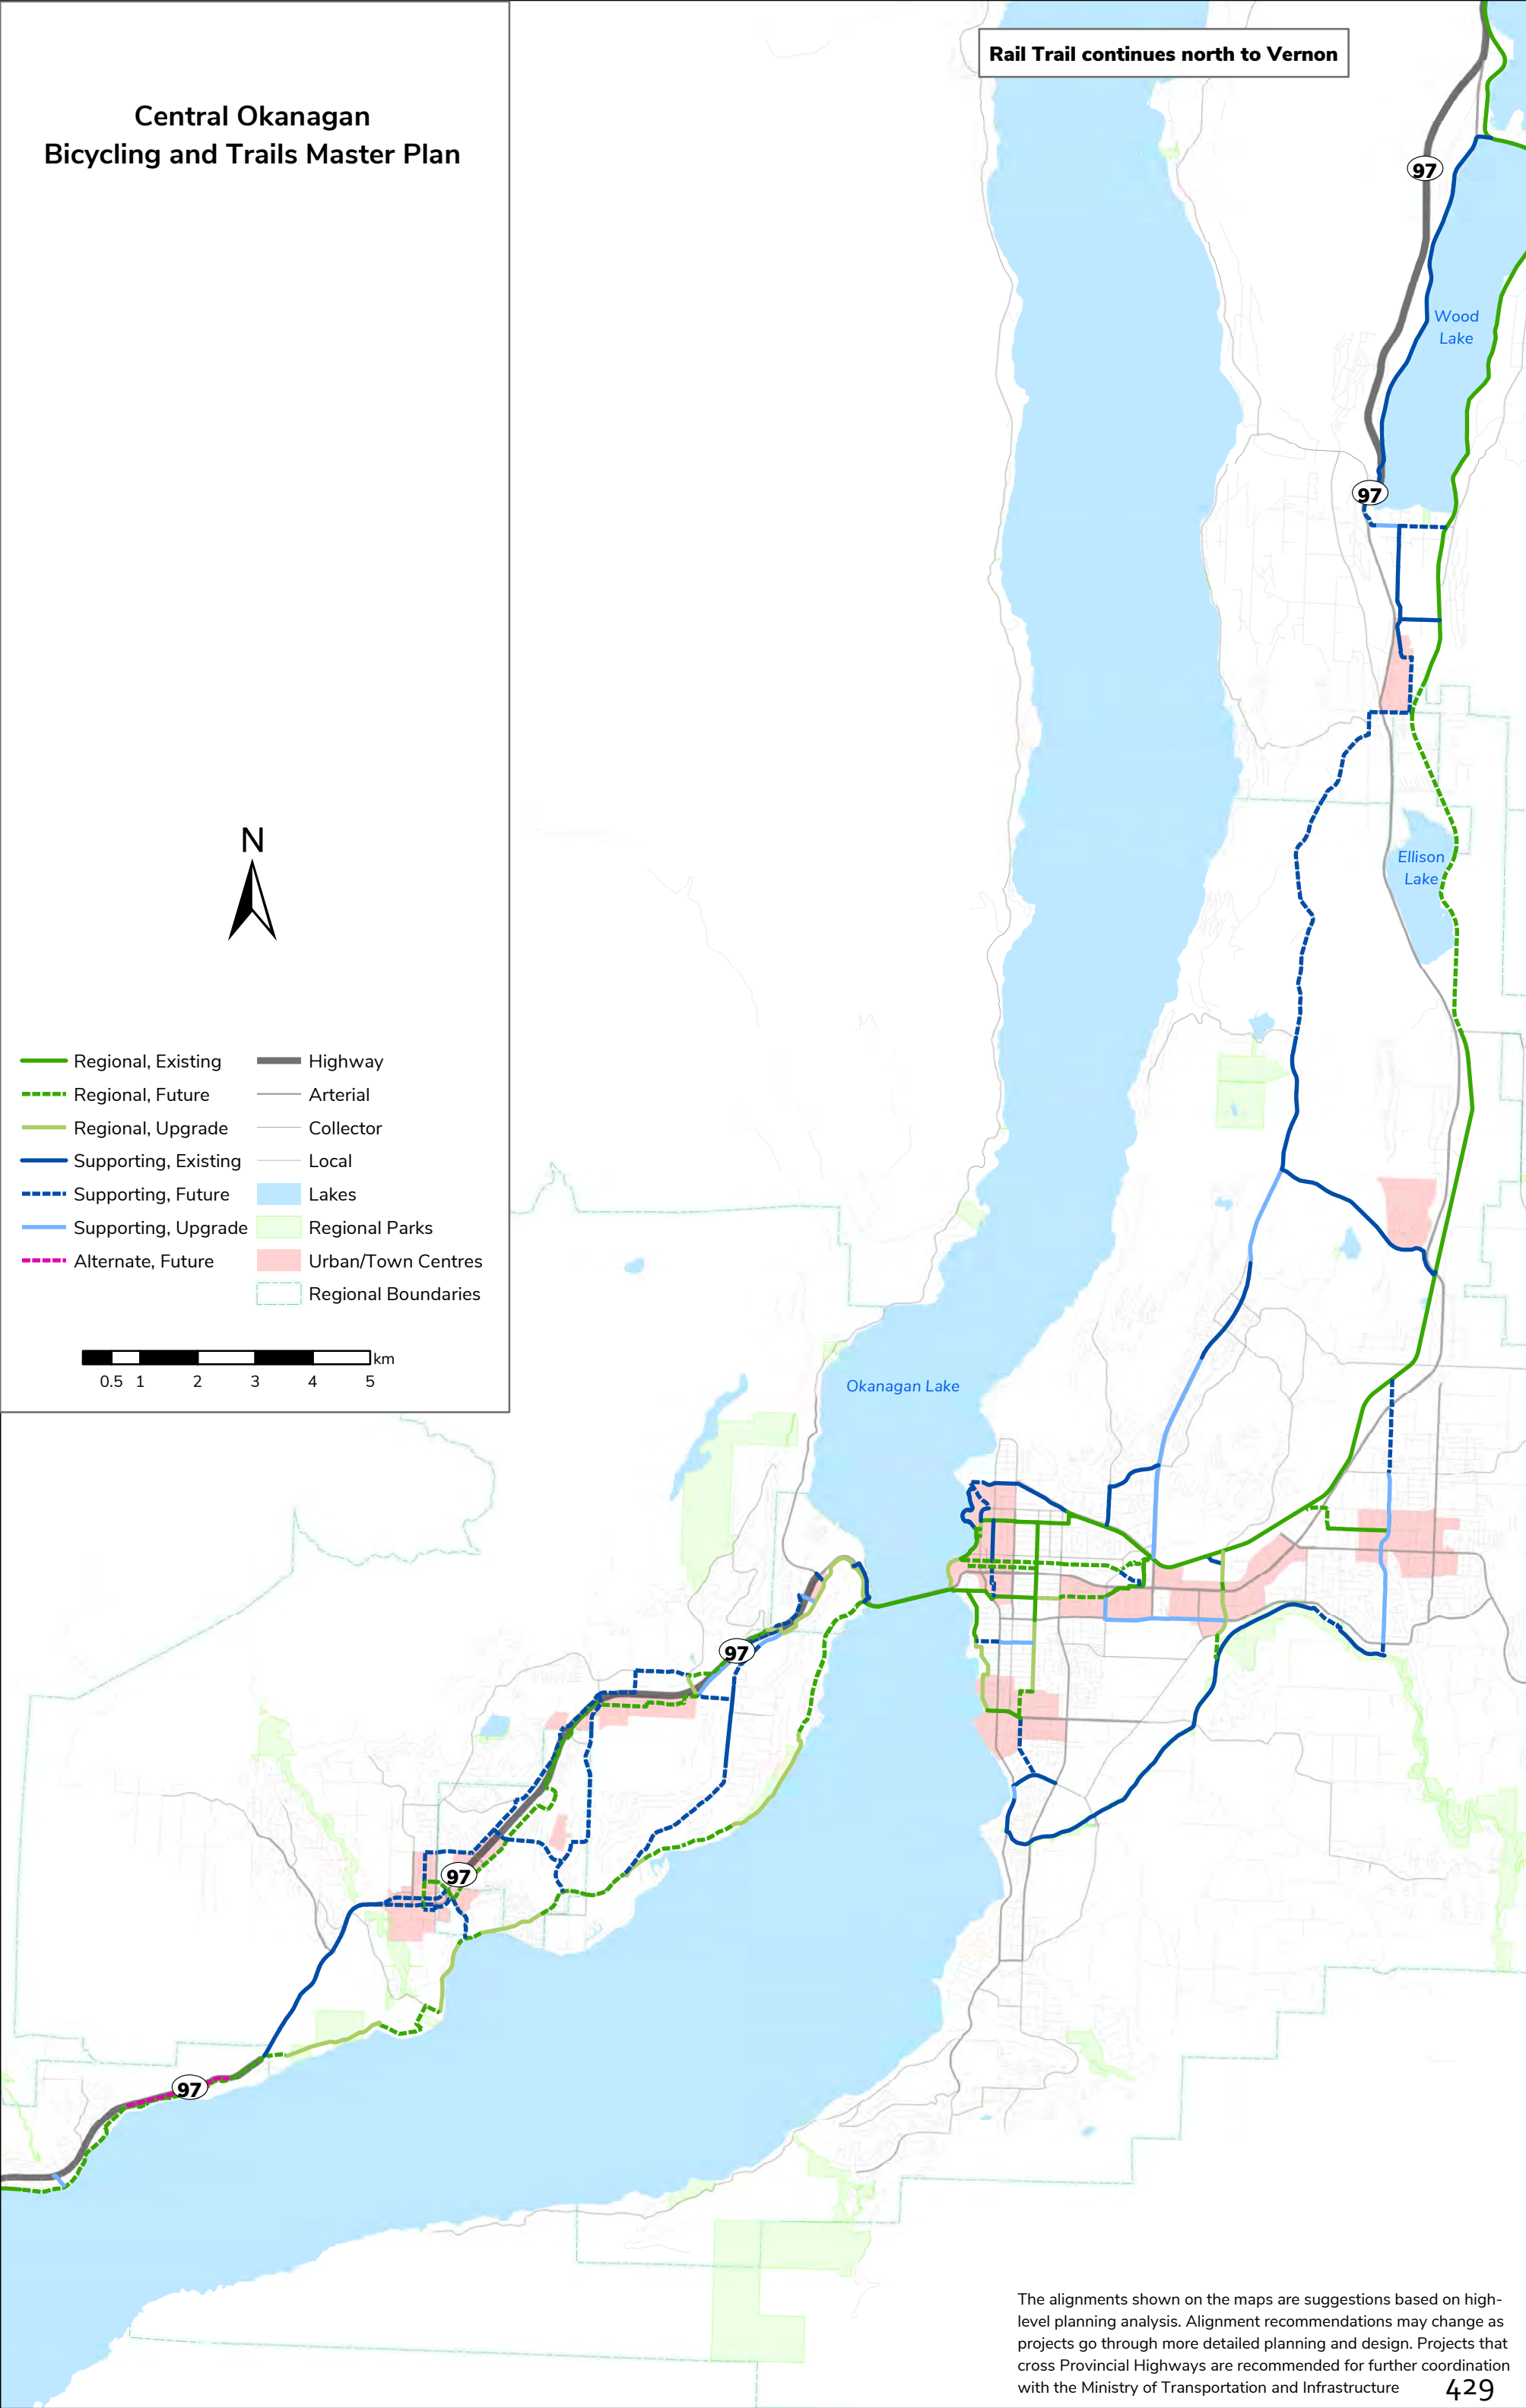 Rail Trail continues north to Vernon
Central Okanagan
Bicycling and Trails Master Plan
97
Wood
Lake
97
N
Ellison
Lake
Regional, Existing
Regional, Future
Regional, Upgrade
Supporting, Existing
Supporting, Future
Supporting, Upgrade
Alternate, Future
Highway
Arterial
Collector
Local
Lakes
Regional Parks
Urban/Town Centres
Regional Boundaries
km
0.5 1 2 3 4 5
Okanagan Lake
97
97
97
The alignments shown on the maps are suggestions based on high-
level planning analysis. Alignment recommendations may change as
projects go through more detailed planning and design. Projects that
cross Provincial Highways are recommended for further coordination
with the Ministry of Transportation and Infrastructure
429